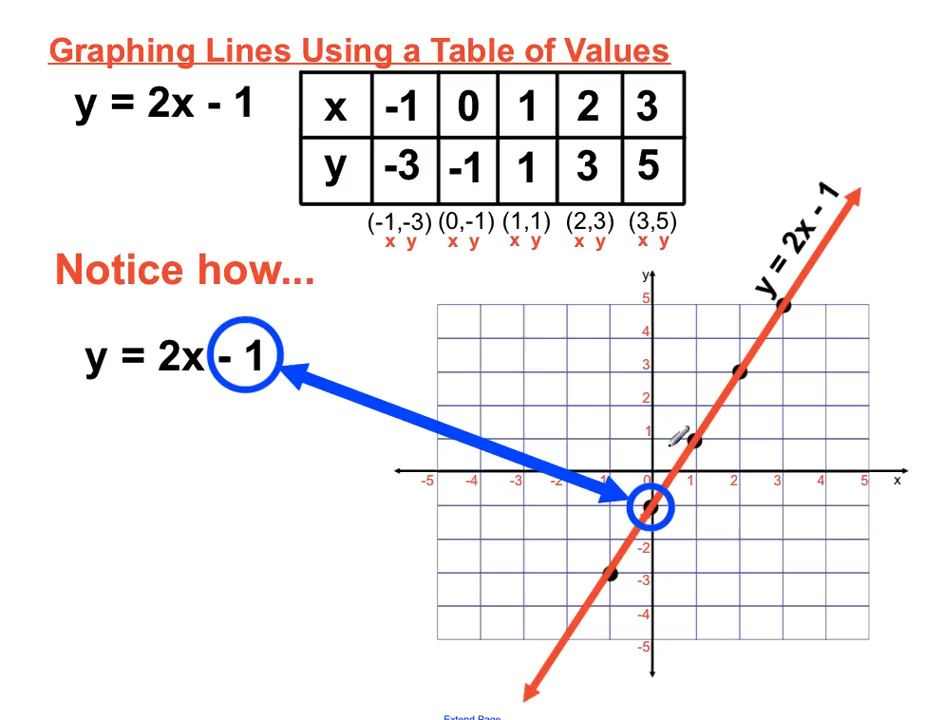 Graphing Lines Using a Table of Values
y = 2x - 1
x -1 0 1 2 3
y -3 -1 1 3 5
(-1,-3) (0,-1) (1,1) (2,3) (3,5)
x y x y x y x y x y
Notice how...
y = 2x - 1
y = 2x - 1
y
5
4
3
2
1
-5 -4 -3 -2 -1 0 1 2 3 4 5 x
-2
-3
-4
-5
Extend Page